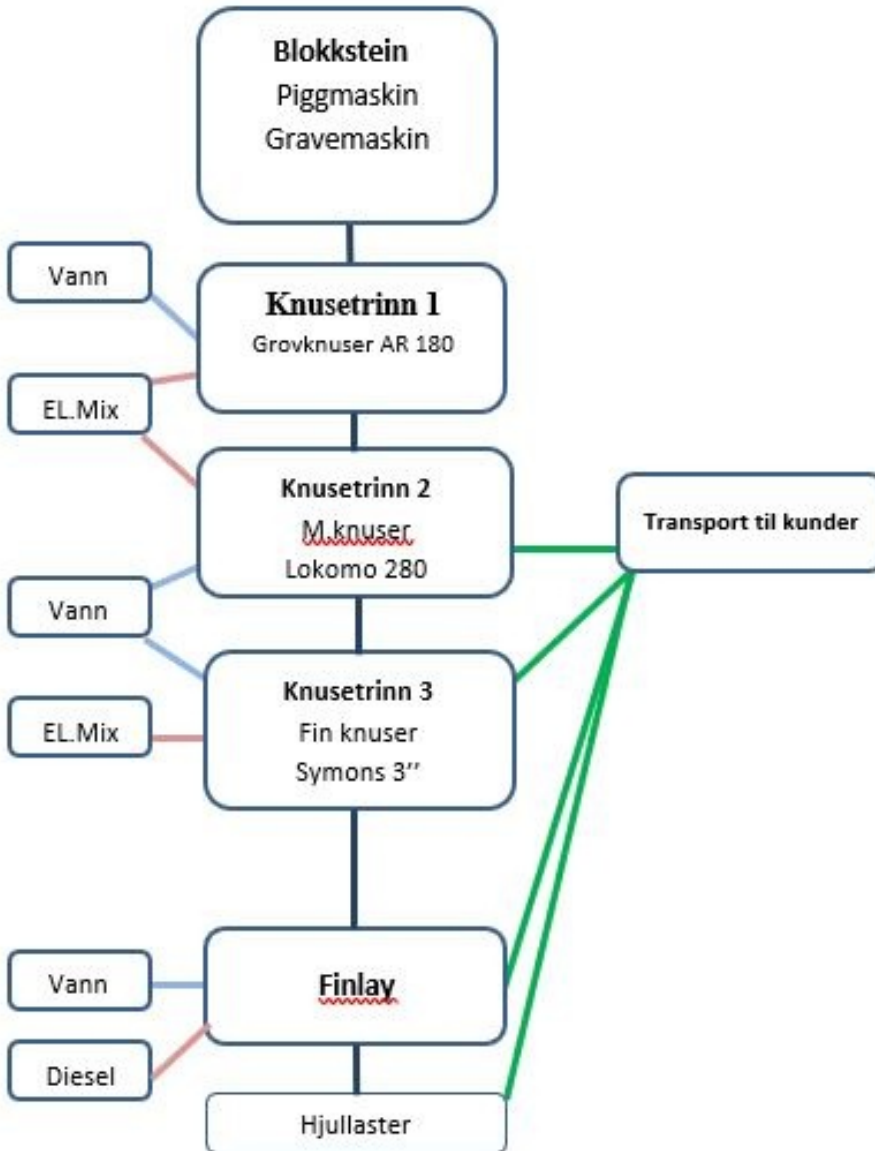 Blokkstein
Piggmaskin
Gravemaskin
Vann
Knusetrinn 1
Grovknuser AR 180
EL.Mix
Knusetrinn 2
M.knuser
Lokomo 280
Transport til kunder
Vann
Knusetrinn 3
Fin knuser
Symons 3’’
EL.Mix
Vann
Finlay
Diesel
Hjullaster